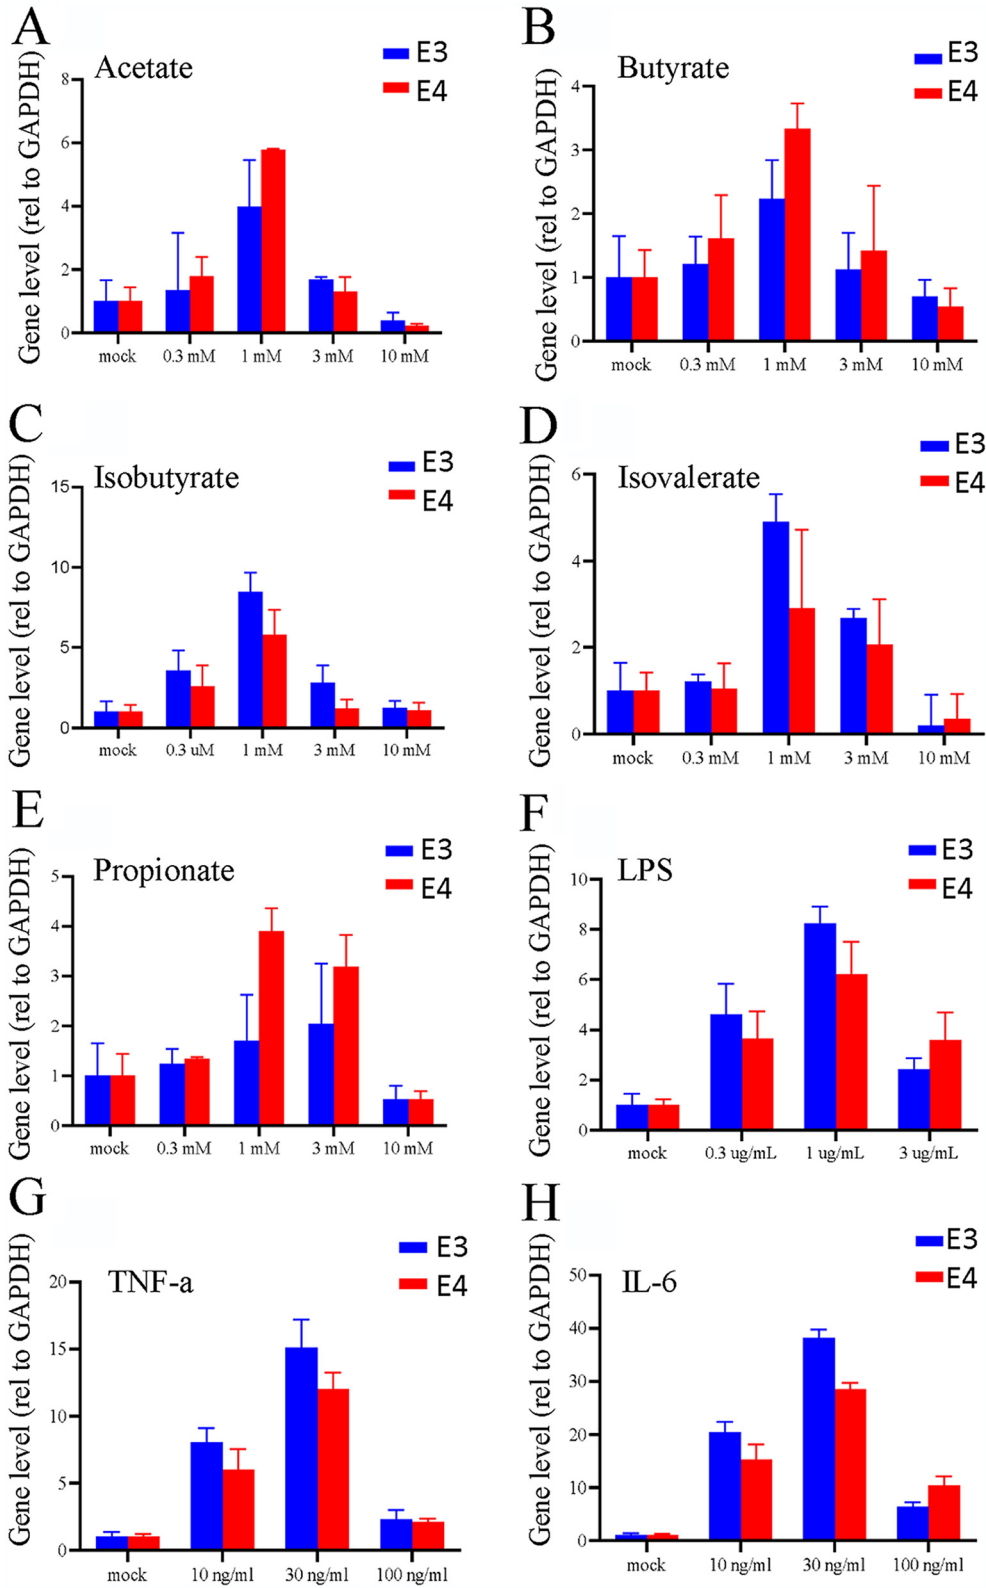 A
Acetate
E3
E4
Gene level (rel to GAPDH)
8
6
4
2
0
mock 0.3 mM 1 mM 3 mM 10 mM
B
Butyrate
E3
E4
Gene level (rel to GAPDH)
4
3
2
1
0
mock 0.3 mM 1 mM 3 mM 10 mM
C
Isobutyrate
E3
E4
Gene level (rel to GAPDH)
15
10
5
0
mock 0.3 uM 1 mM 3 mM 10 mM
D
Isovalerate
E3
E4
Gene level (rel to GAPDH)
6
4
2
0
mock 0.3 mM 1 mM 3 mM 10 mM
E
Propionate
E3
E4
Gene level (rel to GAPDH)
5
4
3
2
1
0
mock 0.3 mM 1 mM 3 mM 10 mM
F
LPS
E3
E4
Gene level (rel to GAPDH)
10
8
6
4
2
0
mock 0.3 ug/mL 1 ug/mL 3 ug/mL
G
TNF-a
E3
E4
Gene level (rel to GAPDH)
20
15
10
5
0
mock 10 ng/ml 30 ng/ml 100 ng/ml
H
IL-6
E3
E4
Gene level (rel to GAPDH)
50
40
30
20
10
0
mock 10 ng/ml 30 ng/ml 100 ng/ml